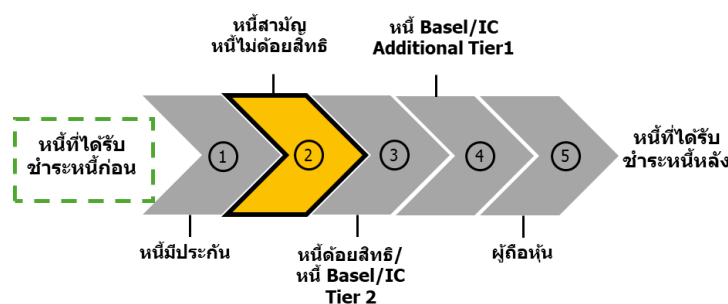 หนี้สามัญ
หนี้ไม่ด้อยสิทธิ
หนี้ Basel/IC
Additional Tier1
หนี้ที่ได้รับ
ชำระหนี้ก่อน
1
2
3
4
5
หนี้ที่ได้รับ
ชำระหนี้หลัง
หนี้มีประกัน
หนี้ด้อยสิทธิ/
หนี้ Basel/IC
Tier 2
ผู้ถือหุ้น